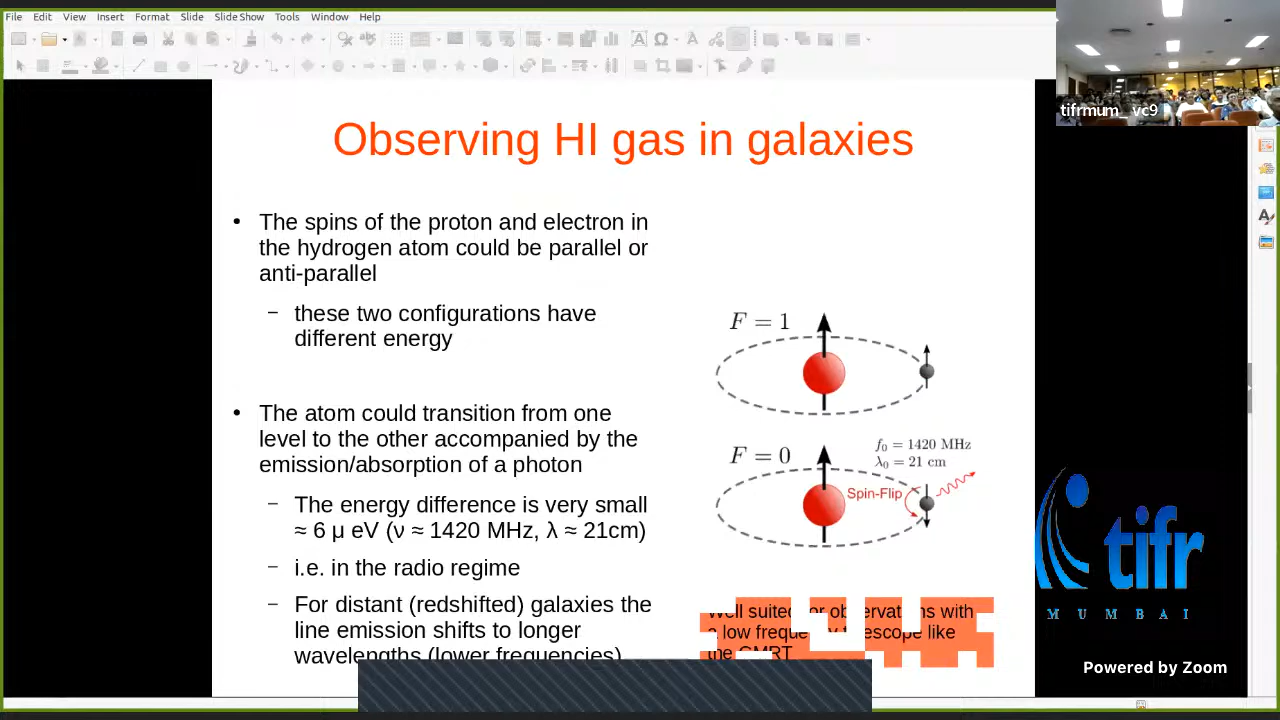 File Edit View Insert Format Slide Slide Show Tools Window Help
tifrmum_ vc9
Observing HI gas in galaxies
• The spins of the proton and electron in
the hydrogen atom could be parallel or
anti-parallel
– these two configurations have
different energy
• The atom could transition from one
level to the other accompanied by the
emission/absorption of a photon
– The energy difference is very small
≈ 6 μ eV (ν ≈ 1420 MHz, λ ≈ 21cm)
– i.e. in the radio regime
– For distant (redshifted) galaxies the
line emission shifts to longer
wavelengths (lower frequencies)
F = 1
F = 0
f₀ = 1420 MHz
λ₀ = 21 cm
Spin-Flip
Well suited with
a low like
the GMRT
tifr
MUMBAI
Powered by Zoom